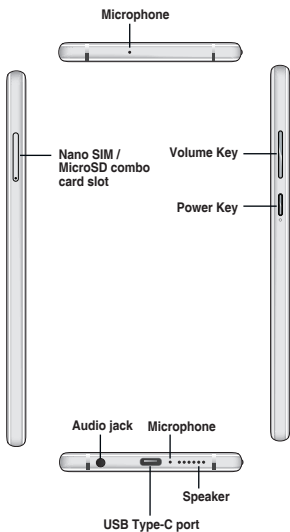 Microphone
Nano SIM /
MicroSD combo
card slot
Volume Key
Power Key
Audio jack
Microphone
Speaker
USB Type-C port